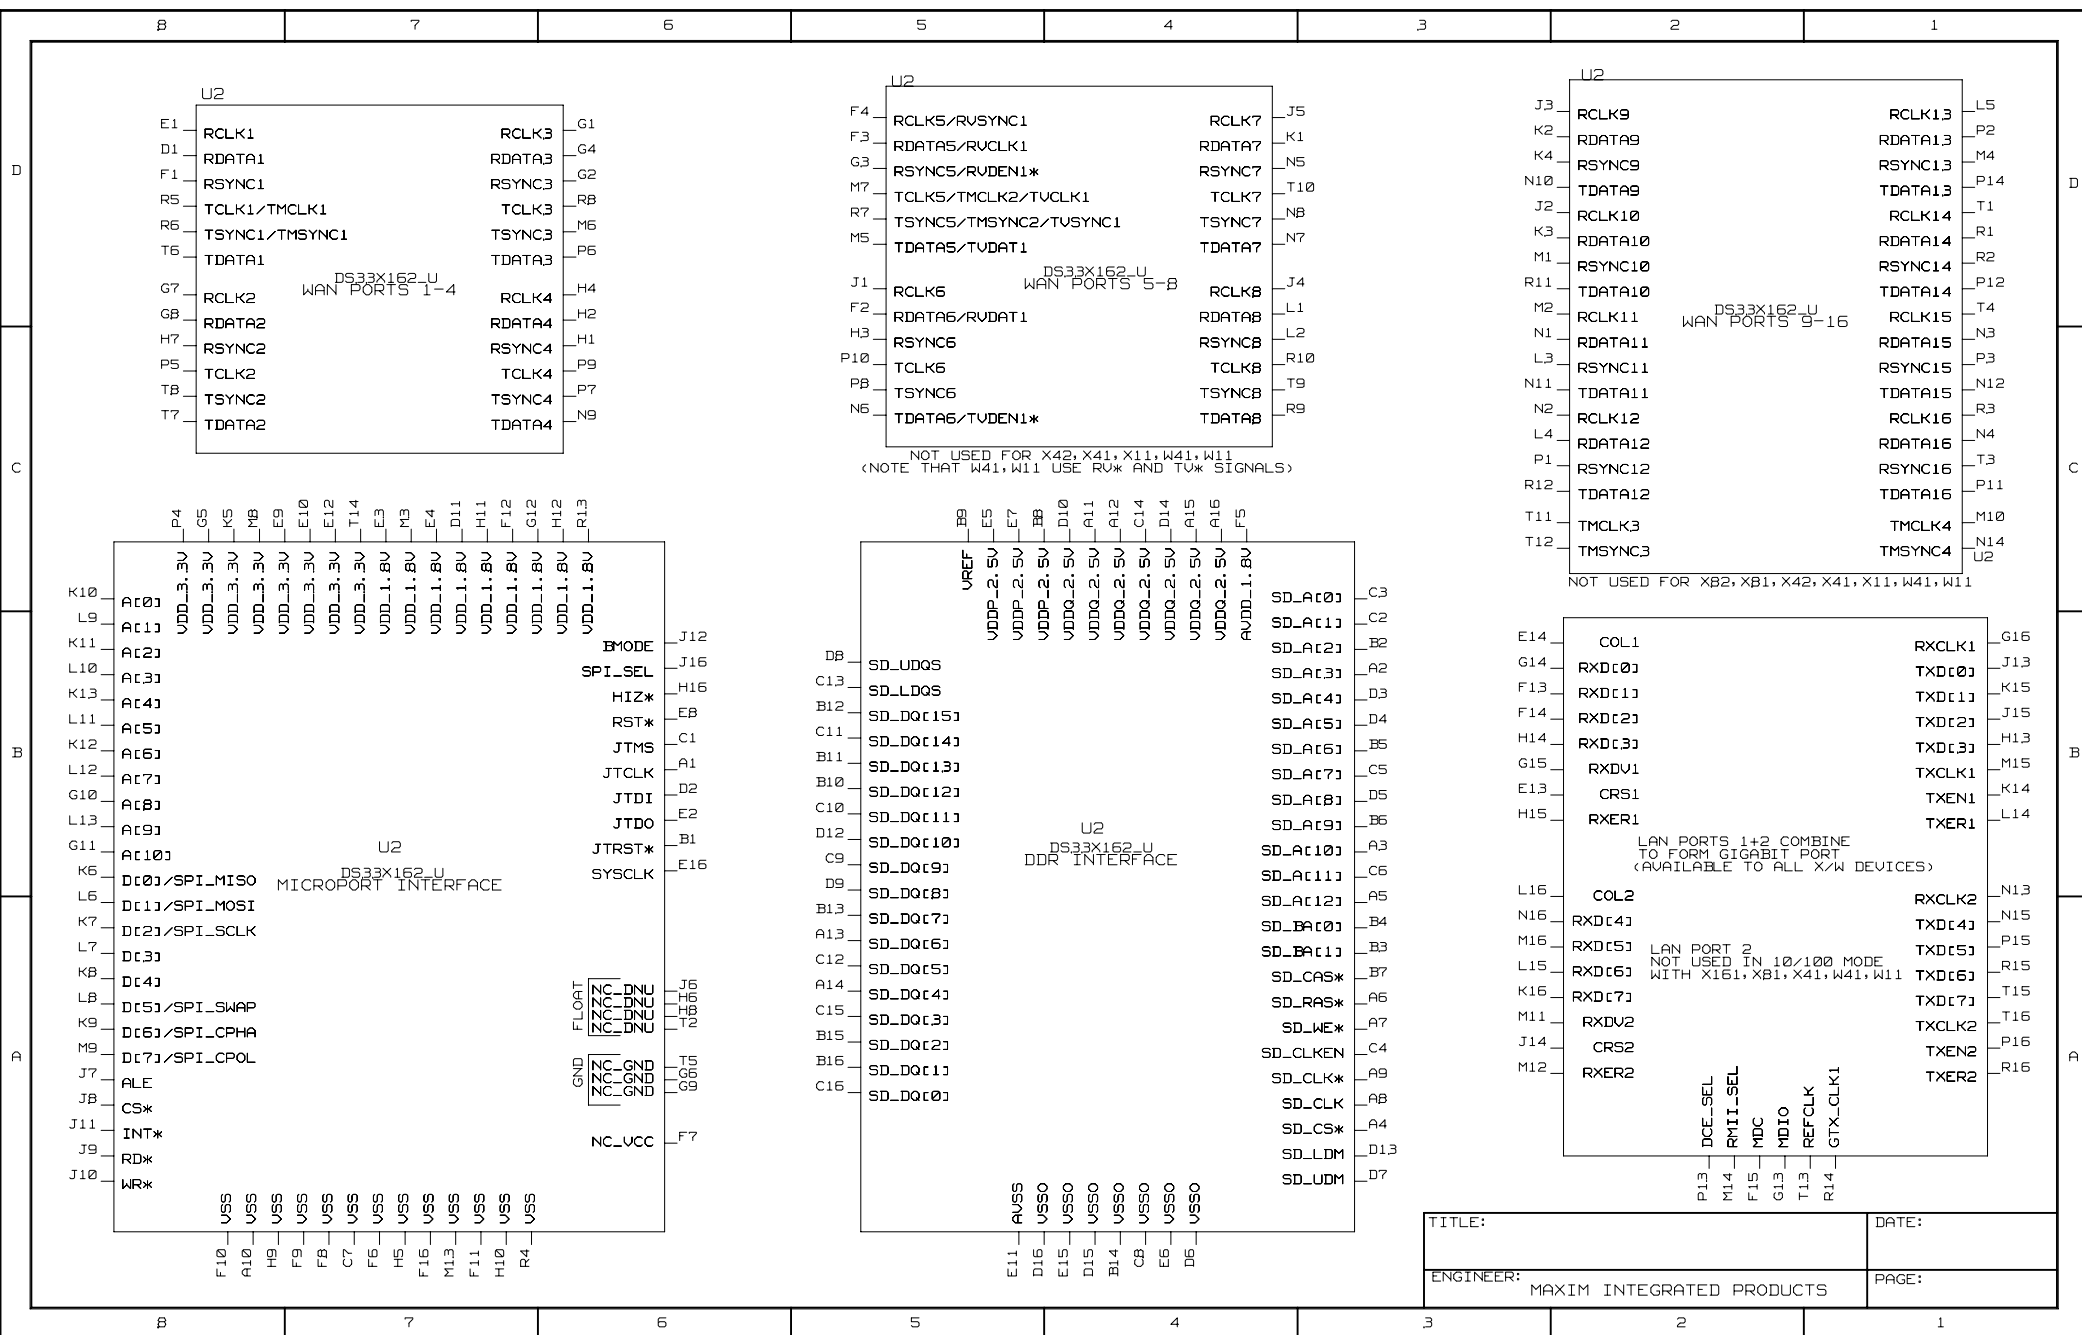 8 7 6 5 4 3 2 1
D
C
B
A
U2
E1 RCLK1
D1 RDATA1
F1 RSYNC1
R5 TCLK1/TMCLK1
R6 TSYNC1/TMSYNC1
T6 TDATA1
G7 RCLK2
G8 RDATA2
H7 RSYNC2
P5 TCLK2
T8 TSYNC2
T7 TDATA2
DS33X162_U
WAN PORTS 1-4
RCLK3 G1
RDATA3 G4
RSYNC3 G2
TCLK3 R8
TSYNC3 M6
TDATA3 P6
RCLK4 H4
RDATA4 H2
RSYNC4 H1
TCLK4 P9
TSYNC4 P7
TDATA4 N9
U2
F4 RCLK5/RVSYNC1
F3 RDATA5/RVCLK1
G3 RSYNC5/RVDEN1*
M7 TCLK5/TMCLK2/TVCLK1
R7 TSYNC5/TMSYNC2/TVSYNC1
M5 TDATA5/TVDAT1
J1 RCLK6
F2 RDATA6/RVDAT1
H3 RSYNC6
P10 TCLK6
P8 TSYNC6
N6 TDATA6/TVDEN1*
DS33X162_U
WAN PORTS 5-8
RCLK7 J5
RDATA7 K1
RSYNC7 N5
TCLK7 T10
TSYNC7 N8
TDATA7 N7
RCLK8 J4
RDATA8 L1
RSYNC8 L2
TCLK8 R10
TSYNC8 T9
TDATA8 R9
NOT USED FOR X42,X41,X11,W41,W11
(NOTE THAT W41,W11 USE RV* AND TV* SIGNALS)
U2
J3 RCLK9
K2 RDATA9
K4 RSYNC9
N10 TDATA9
J2 RCLK10
K3 RDATA10
M1 RSYNC10
R11 TDATA10
M2 RCLK11
N1 RDATA11
L3 RSYNC11
N11 TDATA11
N2 RCLK12
L4 RDATA12
P1 RSYNC12
R12 TDATA12
T11 TMCLK3
T12 TMSYNC3
DS33X162_U
WAN PORTS 9-16
RCLK13 L5
RDATA13 P2
RSYNC13 M4
TDATA13 P14
RCLK14 T1
RDATA14 R1
RSYNC14 R2
TDATA14 P12
RCLK15 T4
RDATA15 N3
RSYNC15 P3
TDATA15 N12
RCLK16 R3
RDATA16 N4
RSYNC16 T3
TDATA16 P11
TMCLK4 M10
TMSYNC4 N14
U2
NOT USED FOR X82,X81,X42,X41,X11,W41,W11
P4 VDD_3.3V
G5 VDD_3.3V
K5 VDD_3.3V
M8 VDD_3.3V
E9 VDD_3.3V
E10 VDD_3.3V
E12 VDD_3.3V
T14 VDD_3.3V
E3 VDD_1.8V
M3 VDD_1.8V
E4 VDD_1.8V
D11 VDD_1.8V
H11 VDD_1.8V
F12 VDD_1.8V
G12 VDD_1.8V
H12 VDD_1.8V
R13 VDD_1.8V
K10 A[0]
L9 A[1]
K11 A[2]
L10 A[3]
K13 A[4]
L11 A[5]
K12 A[6]
L12 A[7]
G10 A[8]
L13 A[9]
G11 A[10]
K6 D[0]/SPI_MISO
L6 D[1]/SPI_MOSI
K7 D[2]/SPI_SCLK
L7 D[3]
K8 D[4]
L8 D[5]/SPI_SWAP
K9 D[6]/SPI_CPHA
M9 D[7]/SPI_CPOL
J7 ALE
J8 CS*
J11 INT*
J9 RD*
J10 WR*
U2
DS33X162_U
MICROPORT INTERFACE
BMODE J12
SPI_SEL J16
HIZ* H16
RST* E8
JTMS C1
JTCLK A1
JTDI D2
JTDO E2
JTRST* B1
SYSCLK E16
FLOAT
NC_DNU J6
NC_DNU H6
NC_DNU H8
NC_DNU T2
GND
NC_GND T5
NC_GND G6
NC_GND G9
NC_VCC F7
VSS F10
VSS A10
VSS H9
VSS F9
VSS F8
VSS C7
VSS F6
VSS H5
VSS F16
VSS M13
VSS F11
VSS H10
VSS R4
B9 VREF
E5 VDDP_2.5V
E7 VDDP_2.5V
B8 VDDP_2.5V
D10 VDDQ_2.5V
A11 VDDQ_2.5V
A12 VDDQ_2.5V
C14 VDDQ_2.5V
D14 VDDQ_2.5V
A15 VDDQ_2.5V
A16 VDDQ_2.5V
F5 AVDD_1.8V
D8 SD_UDQS
C13 SD_LDQS
B12 SD_DQ[15]
C11 SD_DQ[14]
B11 SD_DQ[13]
B10 SD_DQ[12]
C10 SD_DQ[11]
D12 SD_DQ[10]
C9 SD_DQ[9]
D9 SD_DQ[8]
B13 SD_DQ[7]
A13 SD_DQ[6]
C12 SD_DQ[5]
A14 SD_DQ[4]
C15 SD_DQ[3]
B15 SD_DQ[2]
B16 SD_DQ[1]
C16 SD_DQ[0]
U2
DS33X162_U
DDR INTERFACE
SD_A[0] C3
SD_A[1] C2
SD_A[2] B2
SD_A[3] A2
SD_A[4] D3
SD_A[5] D4
SD_A[6] B5
SD_A[7] C5
SD_A[8] D5
SD_A[9] B6
SD_A[10] A3
SD_A[11] C6
SD_A[12] A5
SD_BA[0] B4
SD_BA[1] B3
SD_CAS* B7
SD_RAS* A6
SD_WE* A7
SD_CLKEN C4
SD_CLK* A9
SD_CLK A8
SD_CS* A4
SD_LDM D13
SD_UDM D7
AVSS E11
VSSQ D16
VSSQ E15
VSSQ D15
VSSQ B14
VSSQ C8
VSSQ E6
VSSQ D6
E14 COL1
G14 RXD[0]
F13 RXD[1]
F14 RXD[2]
H14 RXD[3]
G15 RXDV1
E13 CRS1
H15 RXER1
L16 COL2
N16 RXD[4]
M16 RXD[5]
L15 RXD[6]
K16 RXD[7]
M11 RXDV2
J14 CRS2
M12 RXER2
LAN PORTS 1+2 COMBINE
TO FORM GIGABIT PORT
(AVAILABLE TO ALL X/W DEVICES)
LAN PORT 2
NOT USED IN 10/100 MODE
WITH X161,X81,X41,W41,W11
RXCLK1 G16
TXD[0] J13
TXD[1] K15
TXD[2] J15
TXD[3] H13
TXCLK1 M15
TXEN1 K14
TXER1 L14
RXCLK2 N13
TXD[4] N15
TXD[5] P15
TXD[6] R15
TXD[7] T15
TXCLK2 T16
TXEN2 P16
TXER2 R16
DCE_SEL P13
RMII_SEL M14
MDC F15
MDIO G13
REFCLK T13
GTX_CLK1 R14
TITLE:
DATE:
ENGINEER:
MAXIM INTEGRATED PRODUCTS
PAGE:
D
C
B
A
8 7 6 5 4 3 2 1